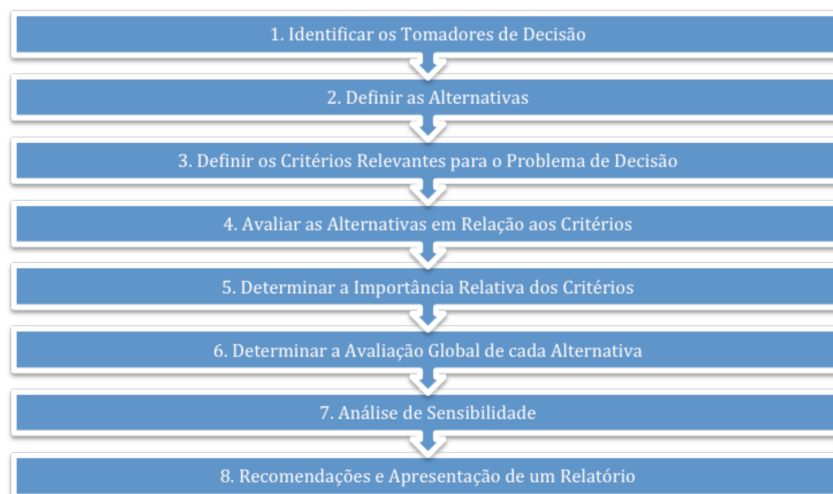 1. Identificar os Tomadores de Decisão
2. Definir as Alternativas
3. Definir os Critérios Relevantes para o Problema de Decisão
4. Avaliar as Alternativas em Relação aos Critérios
5. Determinar a Importância Relativa dos Critérios
6. Determinar a Avaliação Global de cada Alternativa
7. Análise de Sensibilidade
8. Recomendações e Apresentação de um Relatório